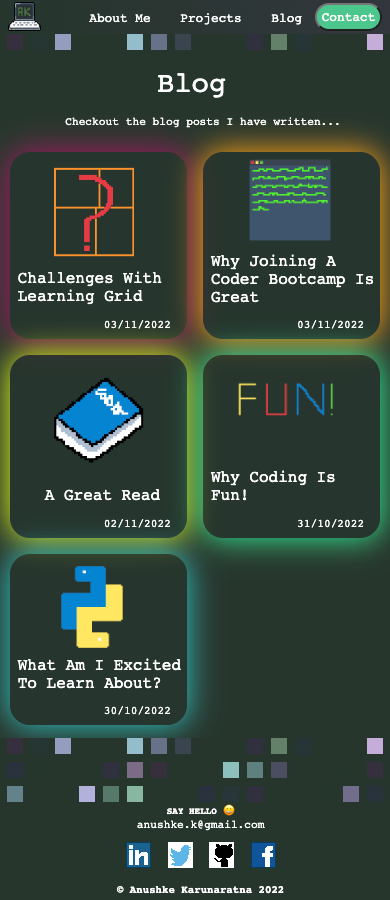 AK
About Me Projects Blog Contact
Blog
Checkout the blog posts I have written...
?
Challenges With
Learning Grid
03/11/2022
Why Joining A
Coder Bootcamp Is
Great
03/11/2022
A Great Read
02/11/2022
FUN!
Why Coding Is
Fun!
31/10/2022
What Am I Excited
To Learn About?
30/10/2022
SAY HELLO 😀
anushke.k@gmail.com
in
f
© Anushke Karunaratna 2022